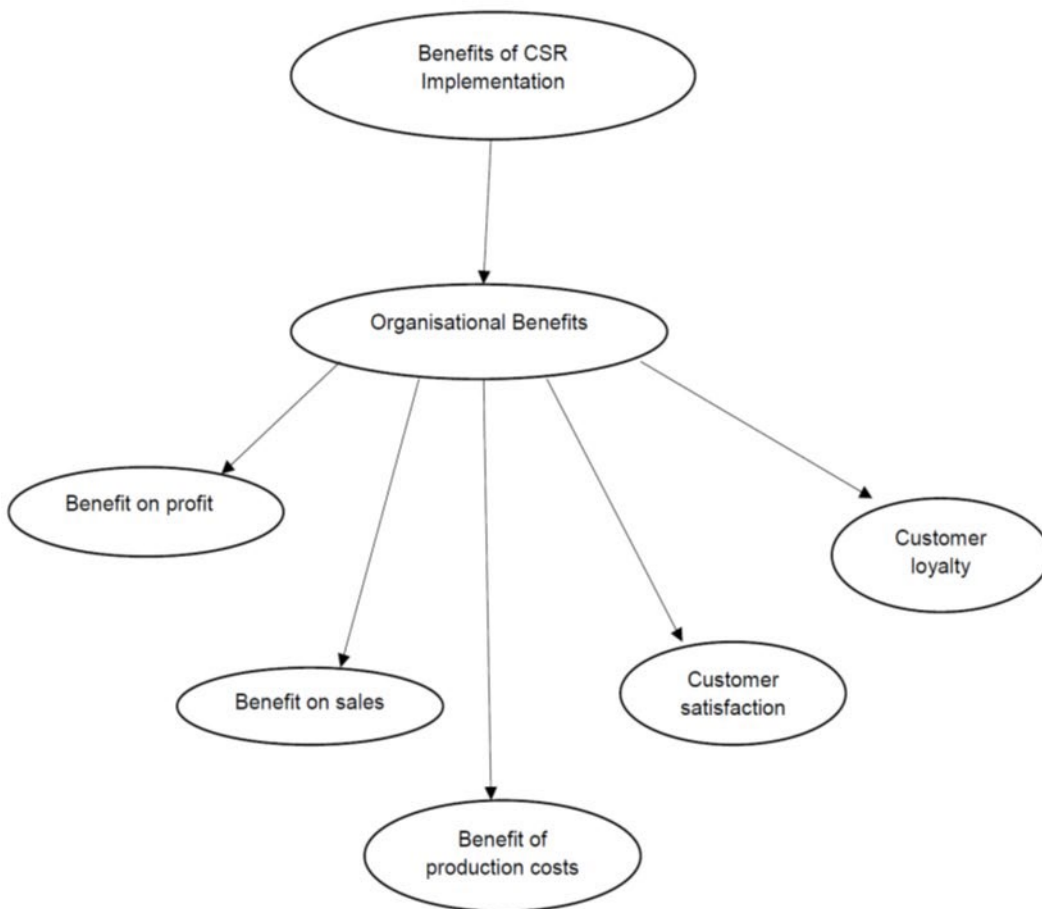 Benefits of CSR
Implementation
Organisational Benefits
Benefit on profit
Customer
loyalty
Benefit on sales
Customer
satisfaction
Benefit of
production costs